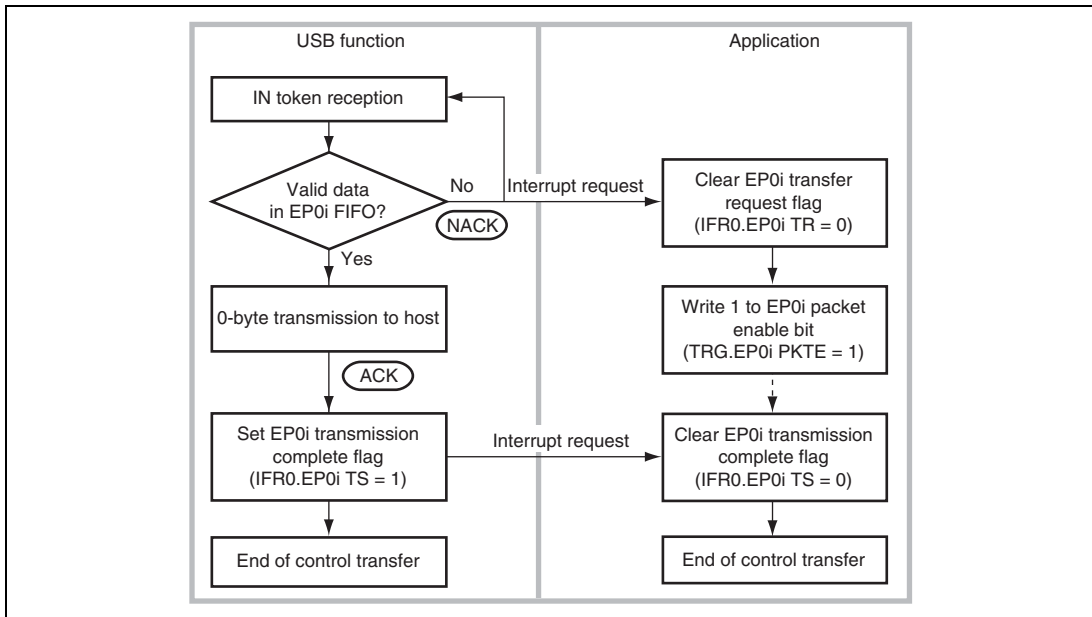 USB function
Application
IN token reception
Valid data
in EP0i FIFO?
No
NACK
Interrupt request
Clear EP0i transfer
request flag
(IFR0.EP0i TR = 0)
Yes
0-byte transmission to host
Write 1 to EP0i packet
enable bit
(TRG.EP0i PKTE = 1)
ACK
Set EP0i transmission
complete flag
(IFR0.EP0i TS = 1)
Interrupt request
Clear EP0i transmission
complete flag
(IFR0.EP0i TS = 0)
End of control transfer
End of control transfer